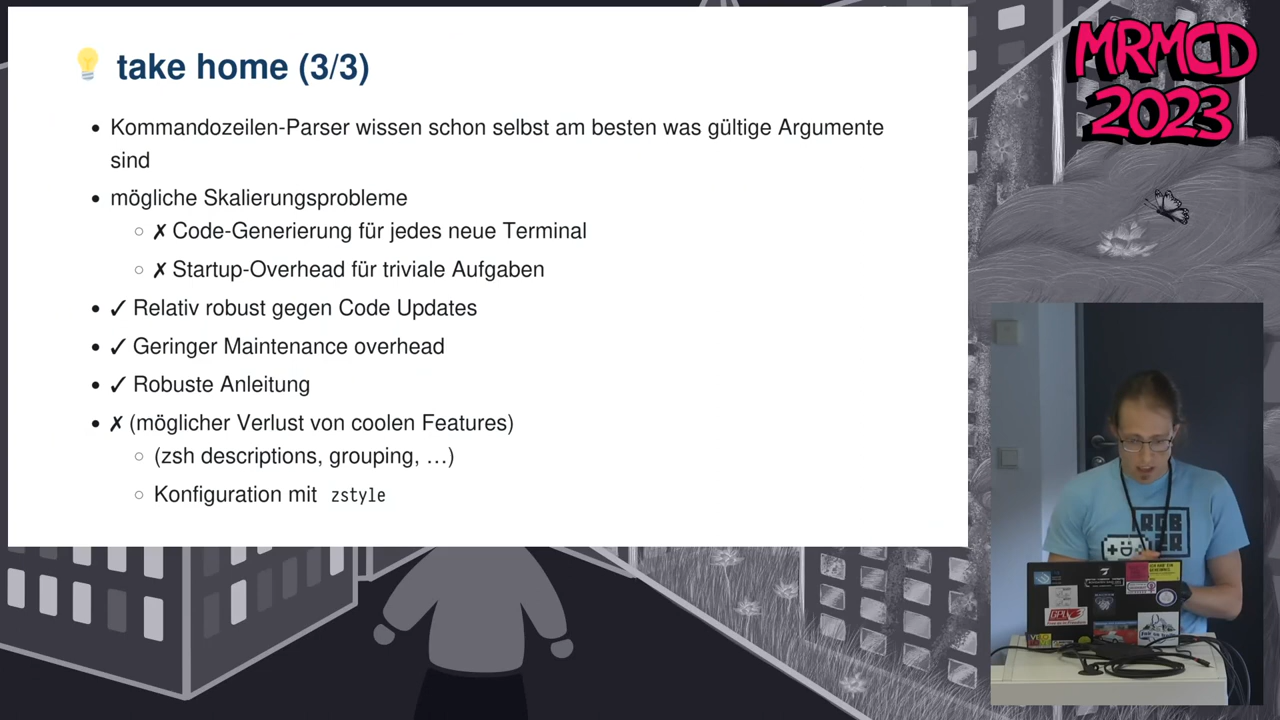 take home (3/3)
• Kommandozeilen-Parser wissen schon selbst am besten was gültige Argumente
sind
• mögliche Skalierungsprobleme
○ ✗ Code-Generierung für jedes neue Terminal
○ ✗ Startup-Overhead für triviale Aufgaben
• ✓ Relativ robust gegen Code Updates
• ✓ Geringer Maintenance overhead
• ✓ Robuste Anleitung
• ✗ (möglicher Verlust von coolen Features)
○ (zsh descriptions, grouping, …)
○ Konfiguration mit zstyle
MRMCD
2023